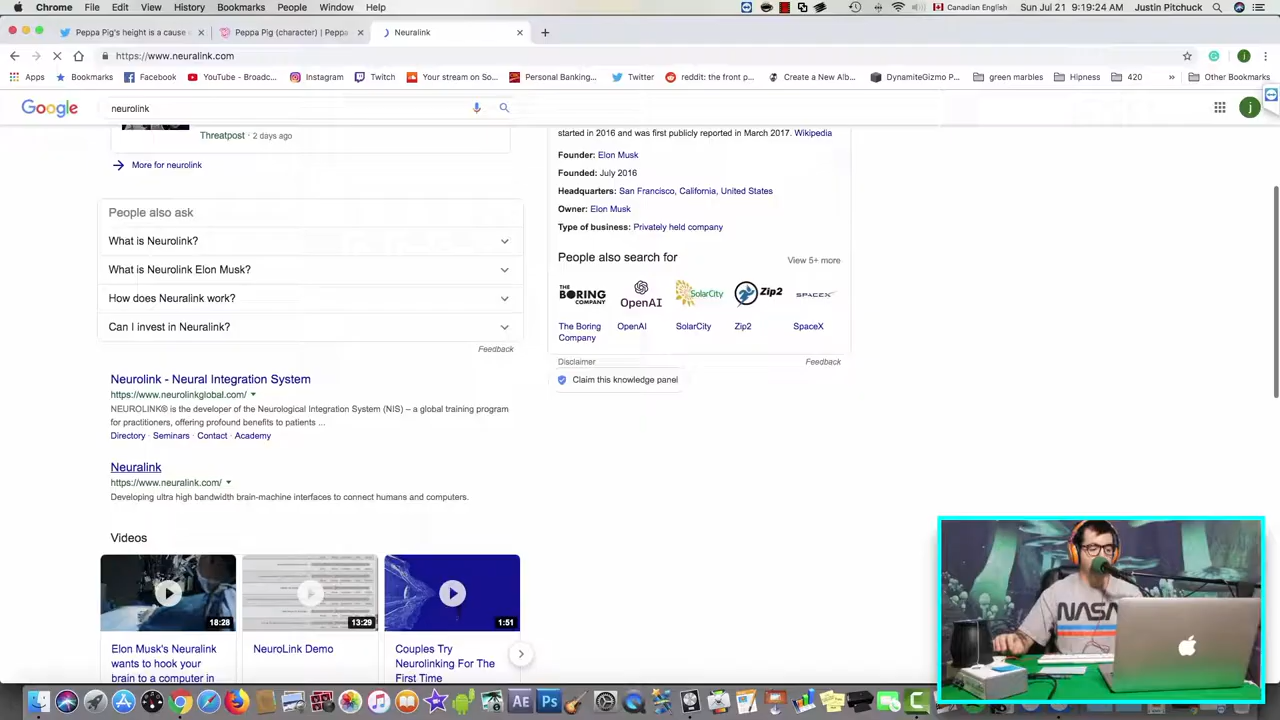 Chrome File Edit View History Bookmarks People Window Help Canadian English Sun Jul 21 9:19:24 AM Justin Pitchuck
Peppa Pig's height is a cause Peppa Pig (character) | Peppa Neuralink
https://www.neuralink.com
Apps Bookmarks Facebook YouTube - Broadc... Instagram Twitch Your stream on So... Personal Banking... Twitter reddit: the front p... Create a New Alb... DynamiteGizmo P... green marbles Hipness 420 » Other Bookmarks
Google neurolink j
Threatpost · 2 days ago
More for neurolink
People also ask
What is Neurolink?
What is Neurolink Elon Musk?
How does Neuralink work?
Can I invest in Neuralink?
Feedback
Neurolink - Neural Integration System
https://www.neurolinkglobal.com/
NEUROLINK® is the developer of the Neurological Integration System (NIS) – a global training program
for practitioners, offering profound benefits to patients ...
Directory · Seminars · Contact · Academy
Neuralink
https://www.neuralink.com/
Developing ultra high bandwidth brain-machine interfaces to connect humans and computers.
Videos
18:28
13:29
1:51
Elon Musk's Neuralink
wants to hook your
brain to a computer in
NeuroLink Demo
Couples Try
Neurolinking For The
First Time
started in 2016 and was first publicly reported in March 2017. Wikipedia
Founder: Elon Musk
Founded: July 2016
Headquarters: San Francisco, California, United States
Owner: Elon Musk
Type of business: Privately held company
People also search for
View 5+ more
THE BORING COMPANY
OpenAI
SolarCity
Zip2
SPACEX
The Boring
Company
OpenAI
SolarCity
Zip2
SpaceX
Disclaimer
Feedback
Claim this knowledge panel
NASA
AE
Ps